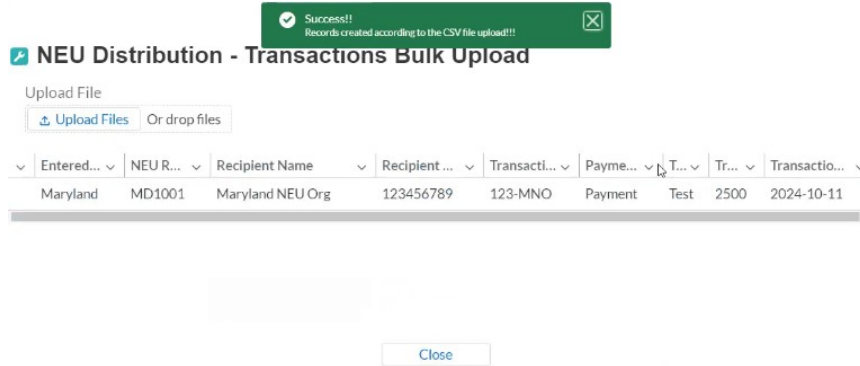 Success!!
Records created according to the CSV file upload!!!
NEU Distribution - Transactions Bulk Upload
Upload File
Upload Files Or drop files
Entered... NEU R... Recipient Name Recipient ... Transacti... Payme... T... Tr... Transactio...
Maryland MD1001 Maryland NEU Org 123456789 123-MNO Payment Test 2500 2024-10-11
Close